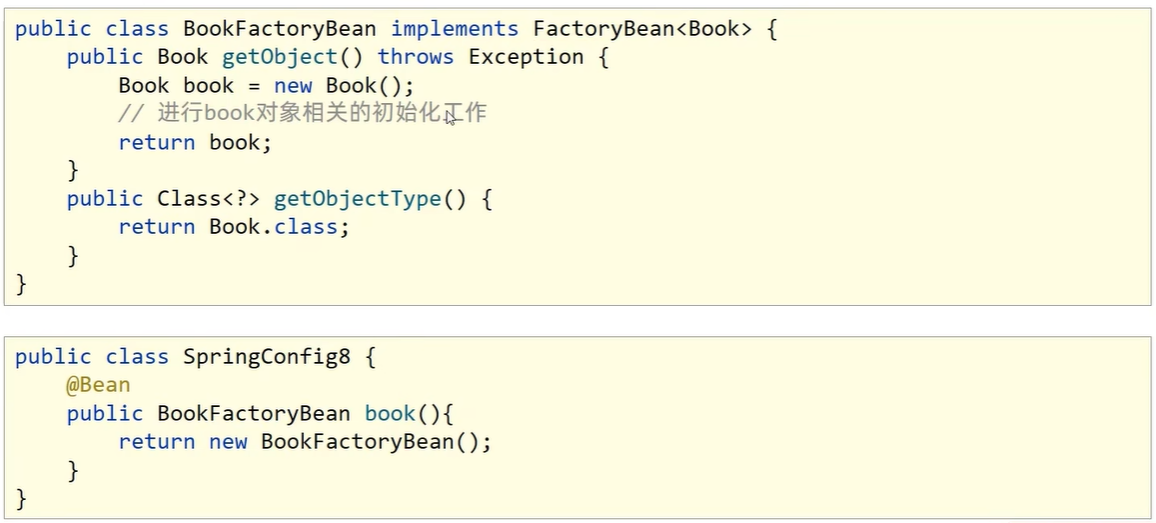 public class BookFactoryBean implements FactoryBean<Book> {
    public Book getObject() throws Exception {
        Book book = new Book();
        // 进行book对象相关的初始化工作
        return book;
    }
    public Class<?> getObjectType() {
        return Book.class;
    }
}
public class SpringConfig8 {
    @Bean
    public BookFactoryBean book(){
        return new BookFactoryBean();
    }
}